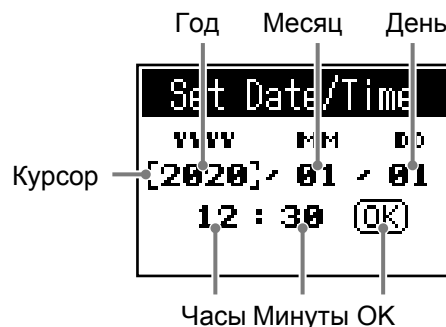 Год Месяц День
Set Date/Time
YYYY MM DD
Курсор [2020]/ 01 / 01
12 : 30 OK
Часы Минуты OK